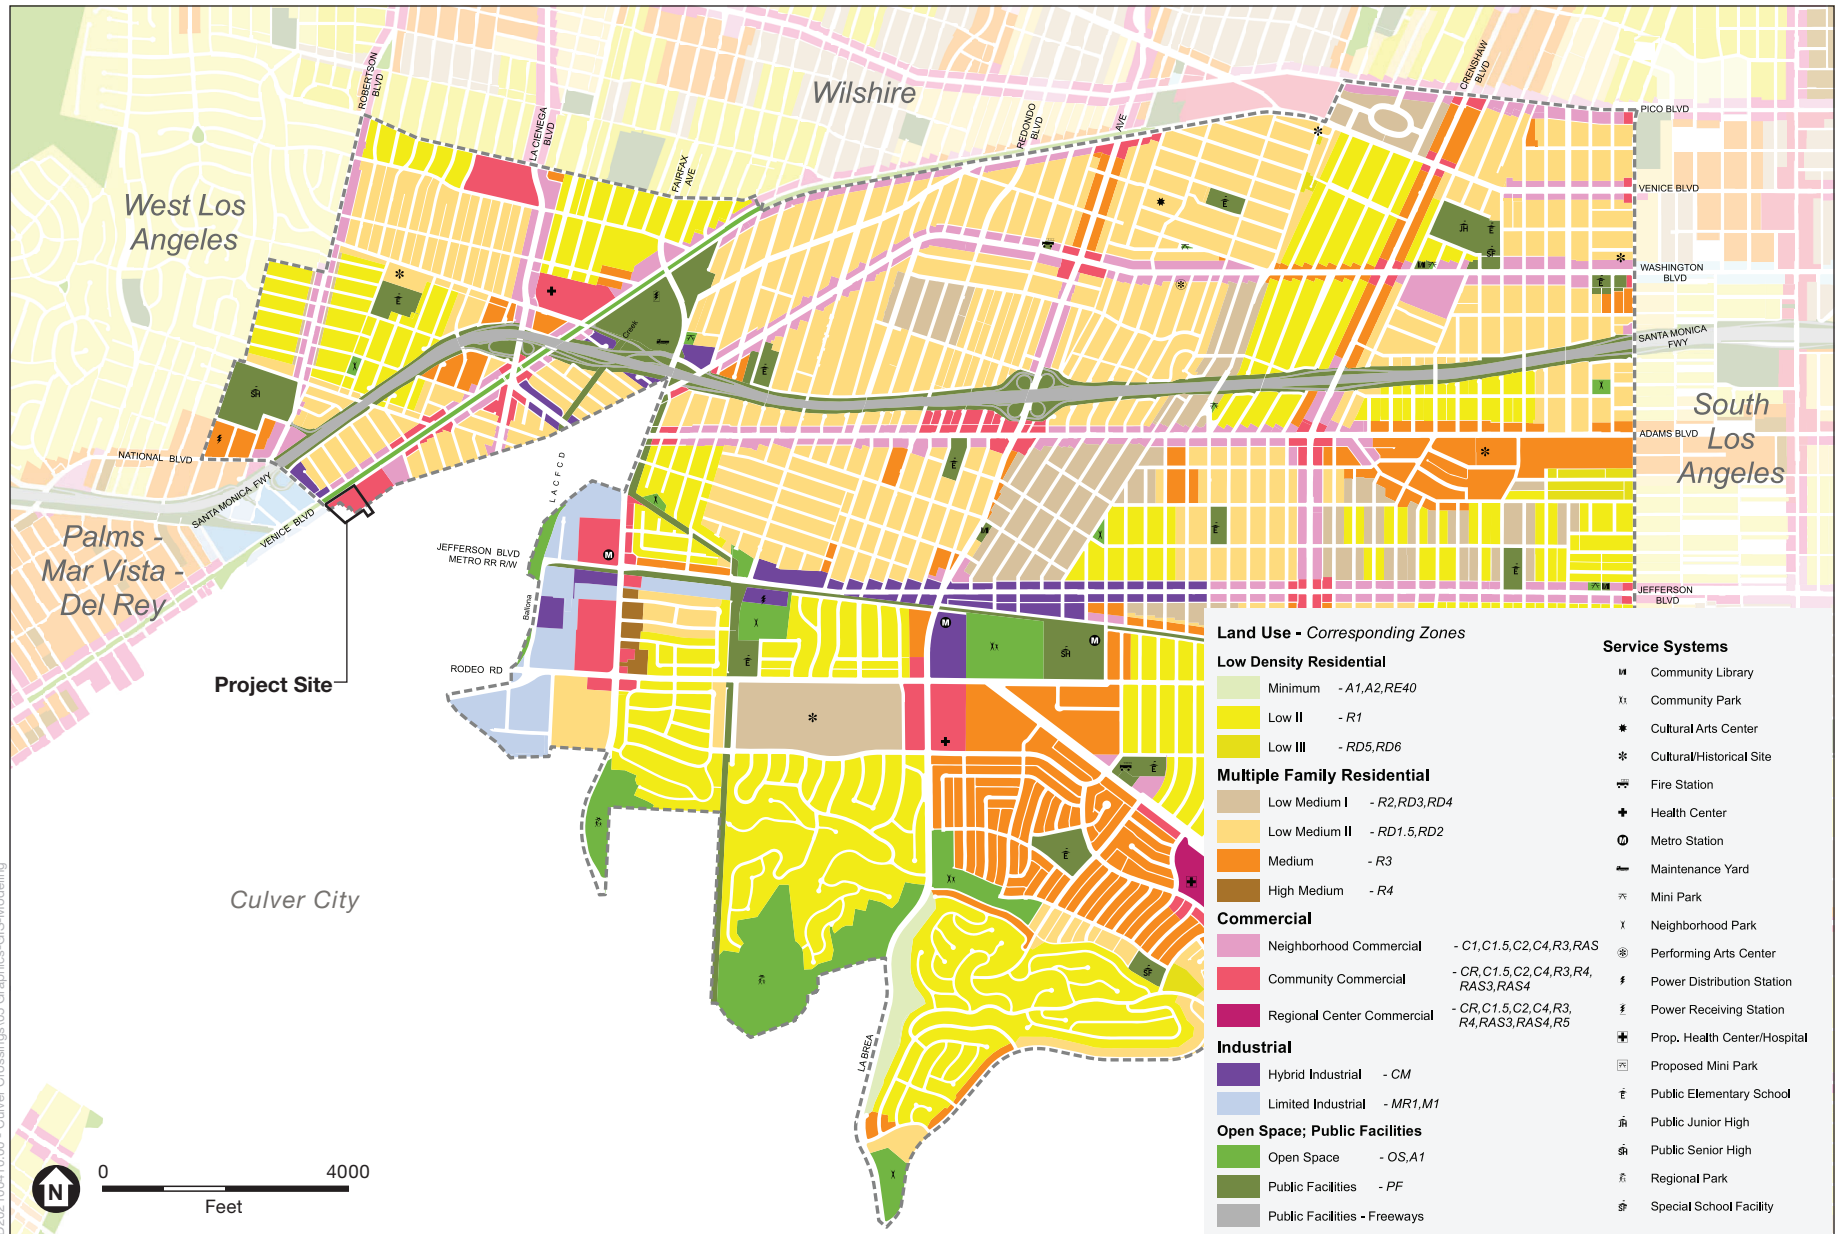 Wilshire
West Los
Angeles
South
Los
Angeles
Palms -
Mar Vista -
Del Rey
Culver City
Project Site
ROBERTSON
BLVD
LA CIENEGA
BLVD
FAIRFAX
AVE
REDONDO
BLVD
AVE
CRENSHAW
BLVD
PICO BLVD
VENICE BLVD
WASHINGTON
BLVD
SANTA MONICA
FWY
ADAMS BLVD
JEFFERSON
BLVD
NATIONAL BLVD
SANTA MONICA FWY
VENICE BLVD
Creek
L A C F C D
JEFFERSON BLVD
METRO RR R/W
Ballona
RODEO RD
LA BREA
Land Use - Corresponding Zones
Low Density Residential
Minimum - A1,A2,RE40
Low II - R1
Low III - RD5,RD6
Multiple Family Residential
Low Medium I - R2,RD3,RD4
Low Medium II - RD1.5,RD2
Medium - R3
High Medium - R4
Commercial
Neighborhood Commercial - C1,C1.5,C2,C4,R3,RAS
Community Commercial - CR,C1.5,C2,C4,R3,R4,
RAS3,RAS4
Regional Center Commercial - CR,C1.5,C2,C4,R3,
R4,RAS3,RAS4,R5
Industrial
Hybrid Industrial - CM
Limited Industrial - MR1,M1
Open Space; Public Facilities
Open Space - OS,A1
Public Facilities - PF
Public Facilities - Freeways
Service Systems
Community Library
Community Park
Cultural Arts Center
Cultural/Historical Site
Fire Station
Health Center
M Metro Station
Maintenance Yard
Mini Park
Neighborhood Park
Performing Arts Center
Power Distribution Station
Power Receiving Station
Prop. Health Center/Hospital
Proposed Mini Park
E Public Elementary School
JH Public Junior High
SH Public Senior High
Regional Park
SF Special School Facility
N
0 4000
Feet